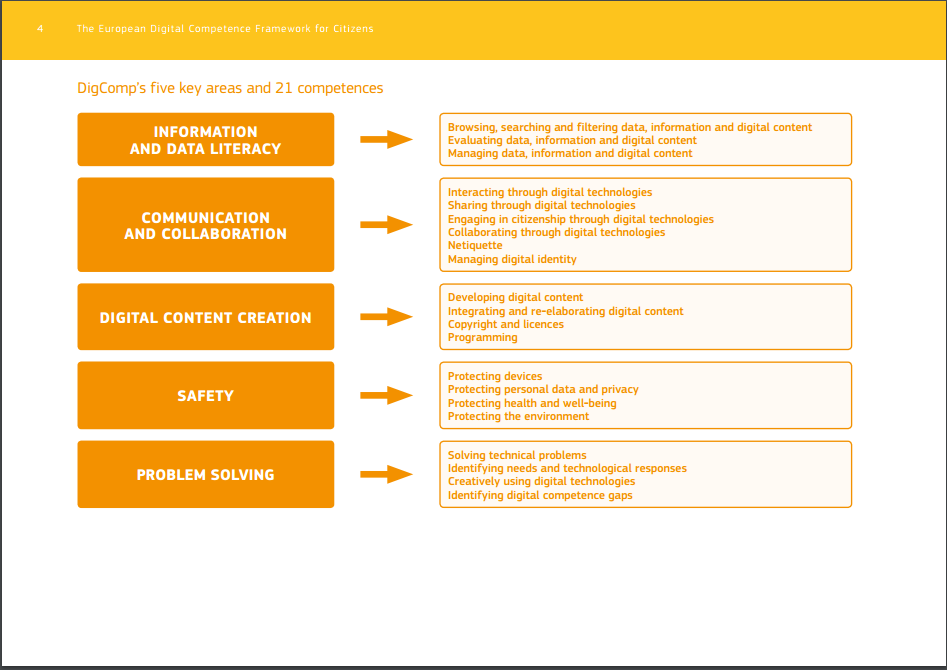 4 The European Digital Competence Framework for Citizens
DigComp's five key areas and 21 competences
INFORMATION
AND DATA LITERACY
Browsing, searching and filtering data, information and digital content
Evaluating data, information and digital content
Managing data, information and digital content
COMMUNICATION
AND COLLABORATION
Interacting through digital technologies
Sharing through digital technologies
Engaging in citizenship through digital technologies
Collaborating through digital technologies
Netiquette
Managing digital identity
DIGITAL CONTENT CREATION
Developing digital content
Integrating and re-elaborating digital content
Copyright and licences
Programming
SAFETY
Protecting devices
Protecting personal data and privacy
Protecting health and well-being
Protecting the environment
PROBLEM SOLVING
Solving technical problems
Identifying needs and technological responses
Creatively using digital technologies
Identifying digital competence gaps